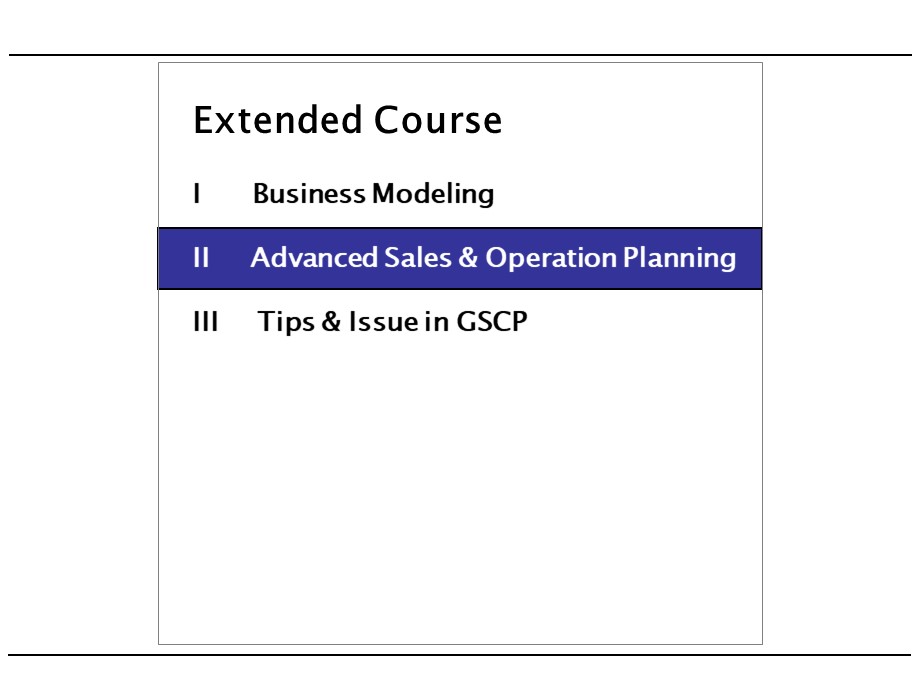 Extended Course
I Business Modeling
II Advanced Sales & Operation Planning
III Tips & Issue in GSCP